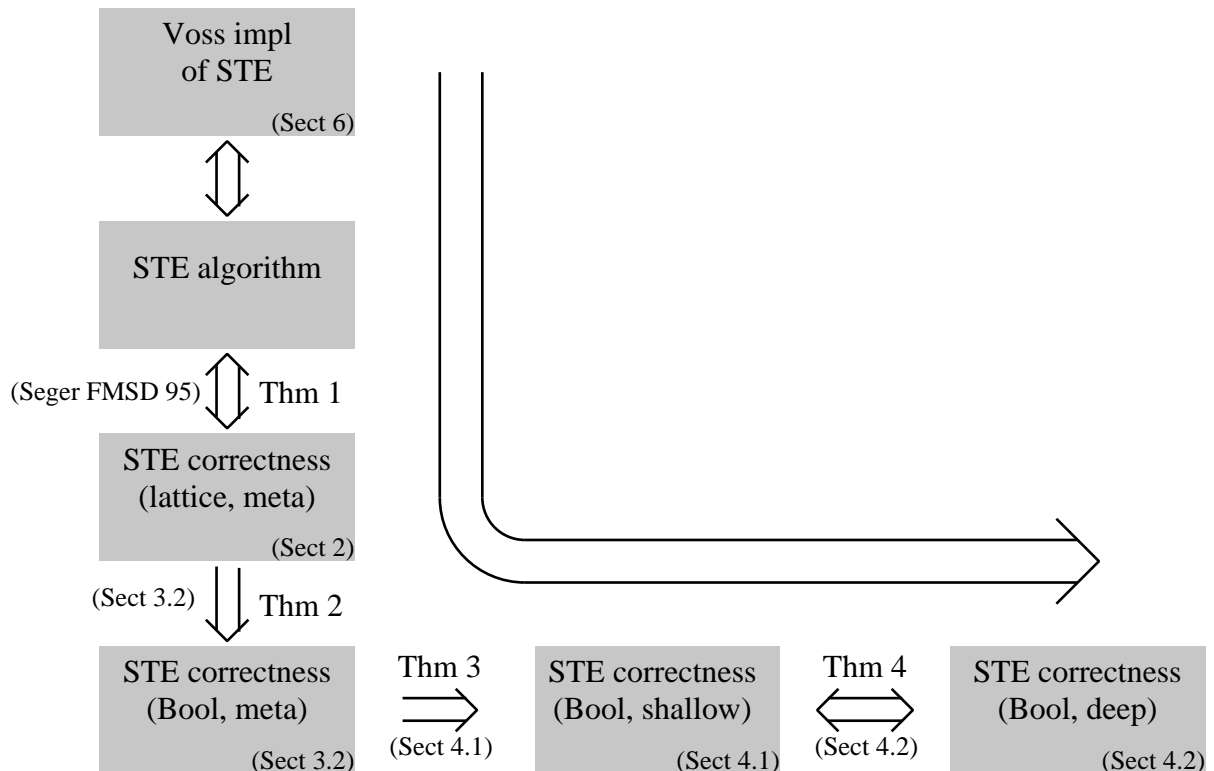 Voss impl
of STE
(Sect 6)
STE algorithm
(Seger FMSD 95)
Thm 1
STE correctness
(lattice, meta)
(Sect 2)
(Sect 3.2)
Thm 2
STE correctness
(Bool, meta)
(Sect 3.2)
Thm 3
(Sect 4.1)
STE correctness
(Bool, shallow)
(Sect 4.1)
Thm 4
(Sect 4.2)
STE correctness
(Bool, deep)
(Sect 4.2)